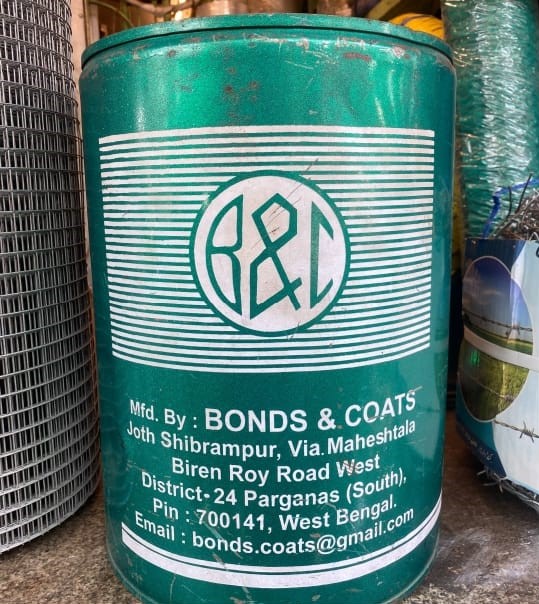 B&C
Mfd. By : BONDS & COATS
Joth Shibrampur, Via. Maheshtala
Biren Roy Road West
District - 24 Parganas (South),
Pin : 700141, West Bengal.
Email : bonds.coats@gmail.com